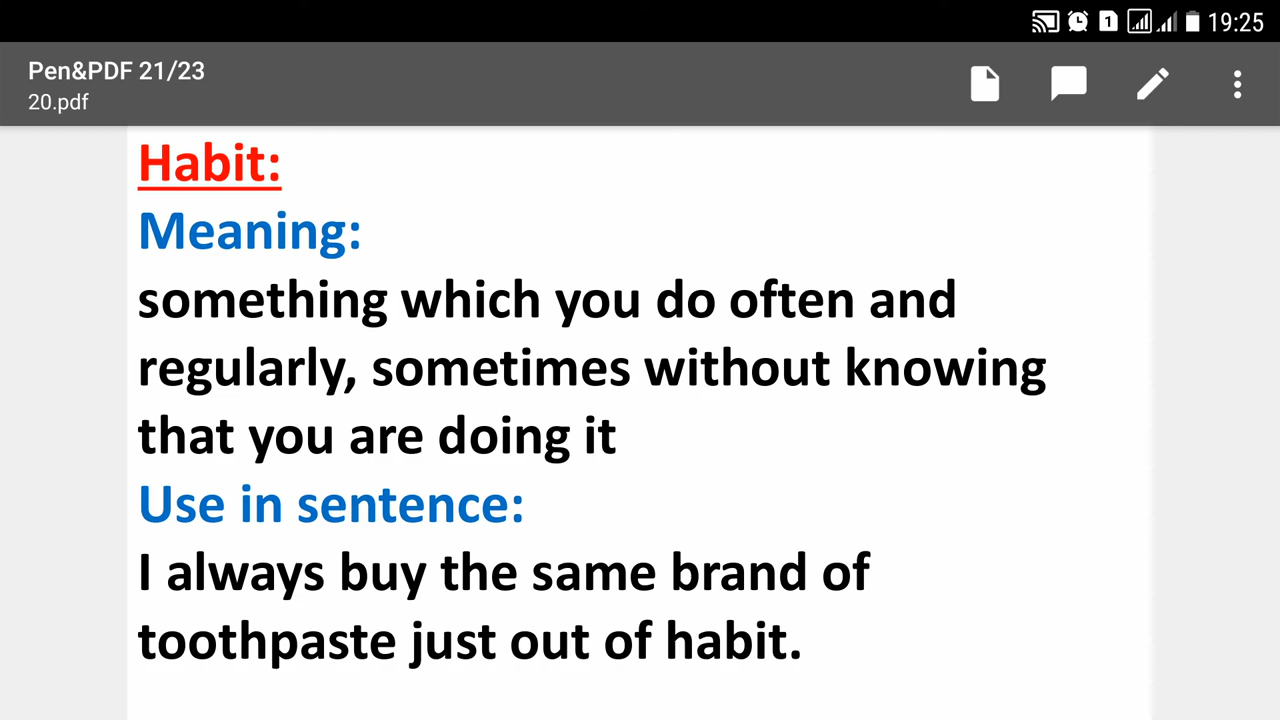 1 19:25
Pen&PDF 21/23
20.pdf
Habit:
Meaning:
something which you do often and
regularly, sometimes without knowing
that you are doing it
Use in sentence:
I always buy the same brand of
toothpaste just out of habit.